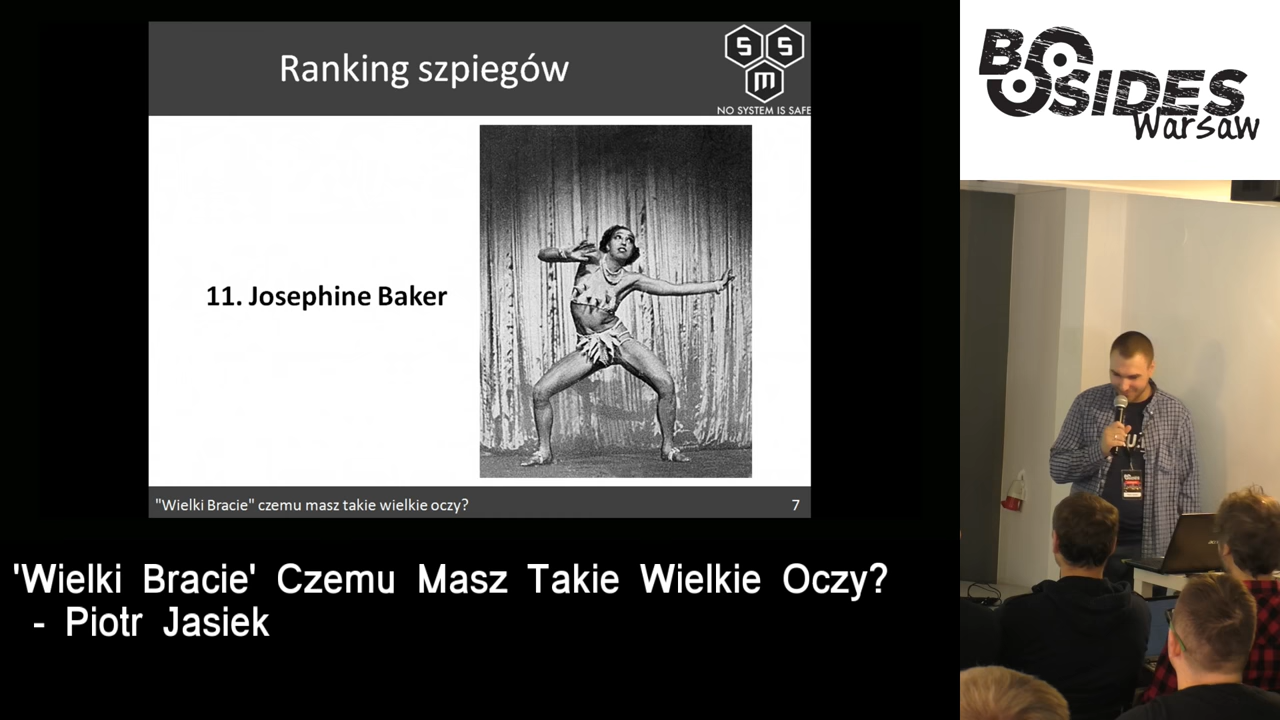 Ranking szpiegów
S S
m
NO SYSTEM IS SAFE
11. Josephine Baker
"Wielki Bracie" czemu masz takie wielkie oczy?
7
'Wielki Bracie' Czemu Masz Takie Wielkie Oczy?
- Piotr Jasiek
BSIDES
Warsaw